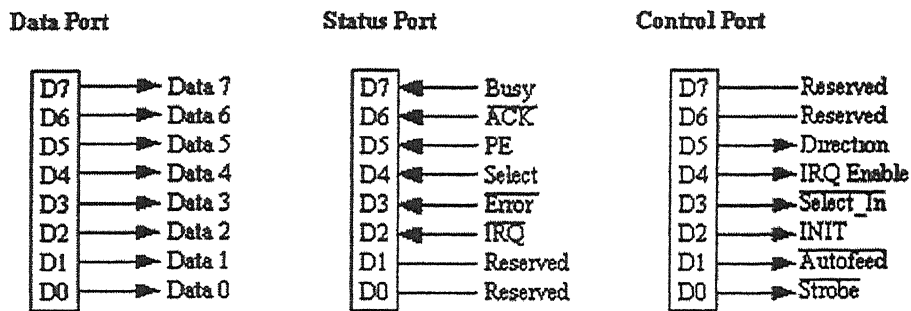 Data Port
D7 Data 7
D6 Data 6
D5 Data 5
D4 Data 4
D3 Data 3
D2 Data 2
D1 Data 1
D0 Data 0
Status Port
D7 Busy
D6 ACK
D5 PE
D4 Select
D3 Error
D2 IRQ
D1 Reserved
D0 Reserved
Control Port
D7 Reserved
D6 Reserved
D5 Direction
D4 IRQ Enable
D3 Select_In
D2 INIT
D1 Autofeed
D0 Strobe